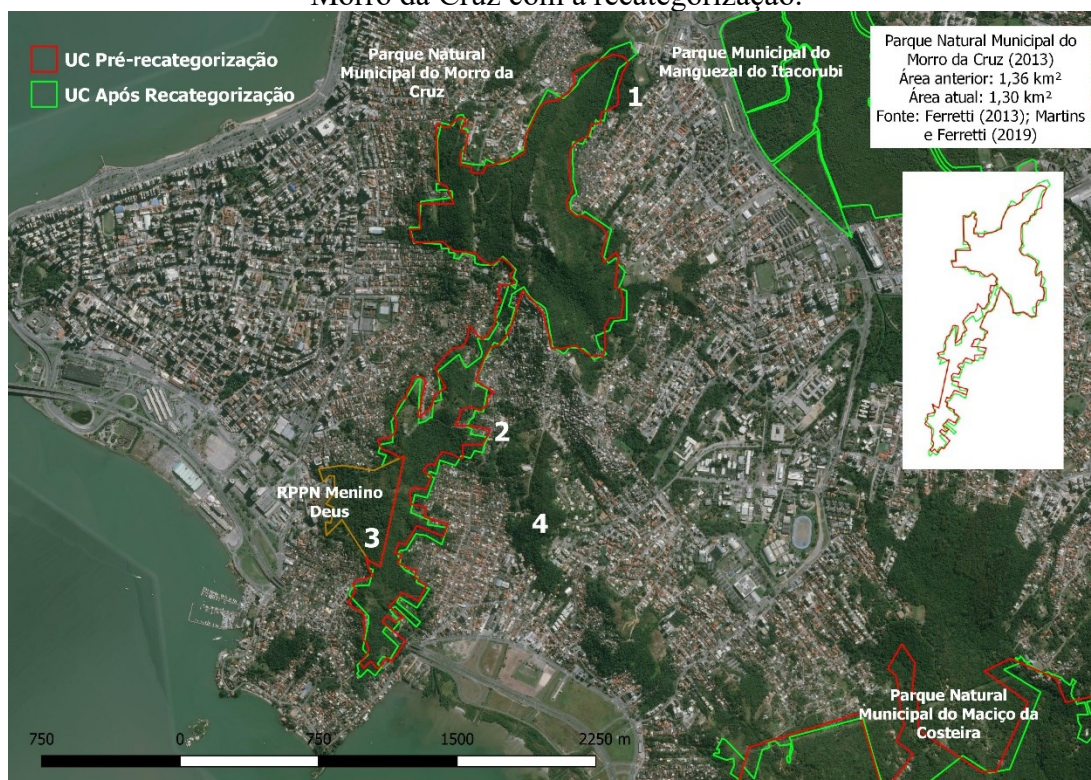 Morro da Cruz com a recategorização.
UC Pré-recategorização
UC Após Recategorização
Parque Natural
Municipal do Morro da
Cruz
Parque Municipal do
Manguezal do Itacorubi
Parque Natural Municipal do
Morro da Cruz (2013)
Área anterior: 1,36 km²
Área atual: 1,30 km²
Fonte: Ferretti (2013); Martins
e Ferretti (2019)
1
2
RPPN Menino
Deus
3
4
Parque Natural
Municipal do Maciço da
Costeira
750 0 750 1500 2250 m